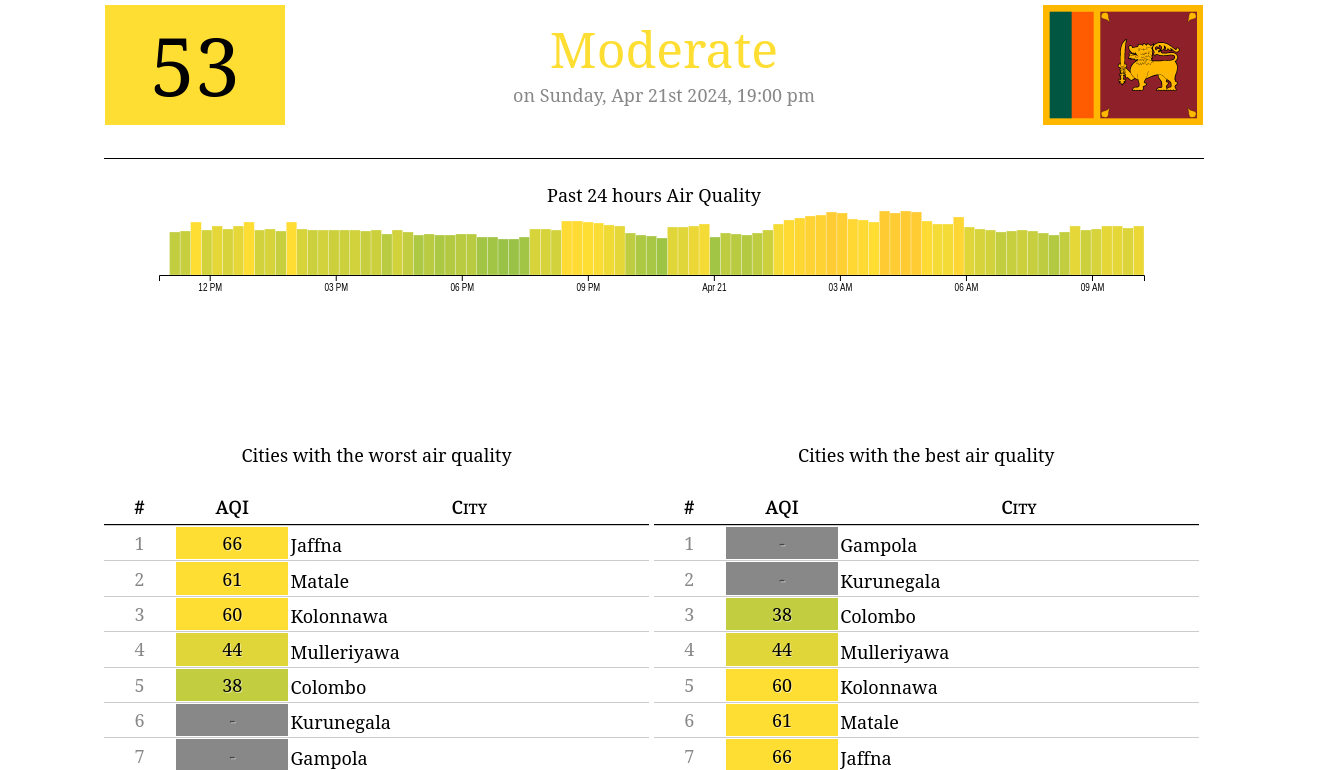 53
Moderate
on Sunday, Apr 21st 2024, 19:00 pm
Past 24 hours Air Quality
12 PM 03 PM 06 PM 09 PM Apr 21 03 AM 06 AM 09 AM
Cities with the worst air quality
# AQI City
1 66 Jaffna
2 61 Matale
3 60 Kolonnawa
4 44 Mulleriyawa
5 38 Colombo
6 - Kurunegala
7 - Gampola
Cities with the best air quality
# AQI City
1 - Gampola
2 - Kurunegala
3 38 Colombo
4 44 Mulleriyawa
5 60 Kolonnawa
6 61 Matale
7 66 Jaffna